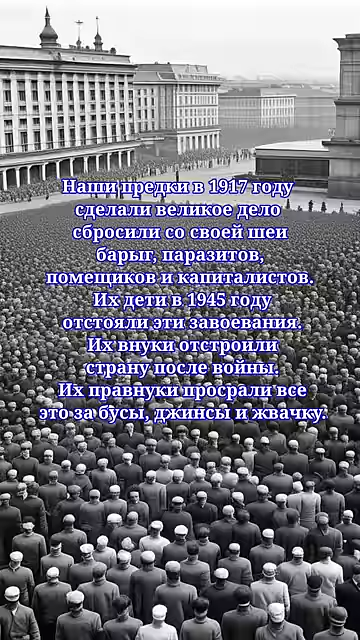 Наши предки в 1917 году
сделали великое дело
сбросили со своей шеи
барыг, паразитов,
помещиков и капиталистов.
Их дети в 1945 году
отстояли эти завоевания.
Их внуки отстроили
страну после войны.
Их правнуки просрали все
это за бусы, джинсы и жвачку.